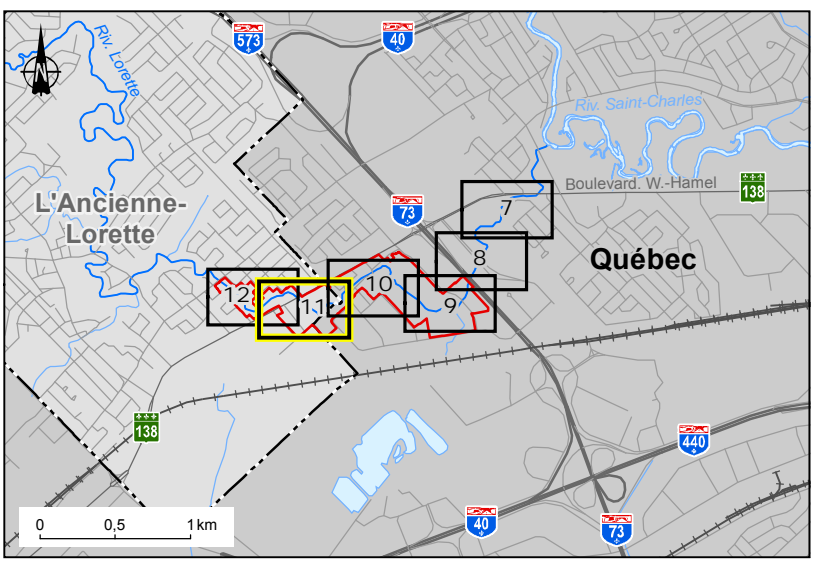 573
40
Riv. Lorette
N
Riv. Saint-Charles
Boulevard. W.-Hamel
138
73
7
L'Ancienne-
Lorette
8
Québec
12
11
10
9
138
440
40
73
0 0,5 1 km